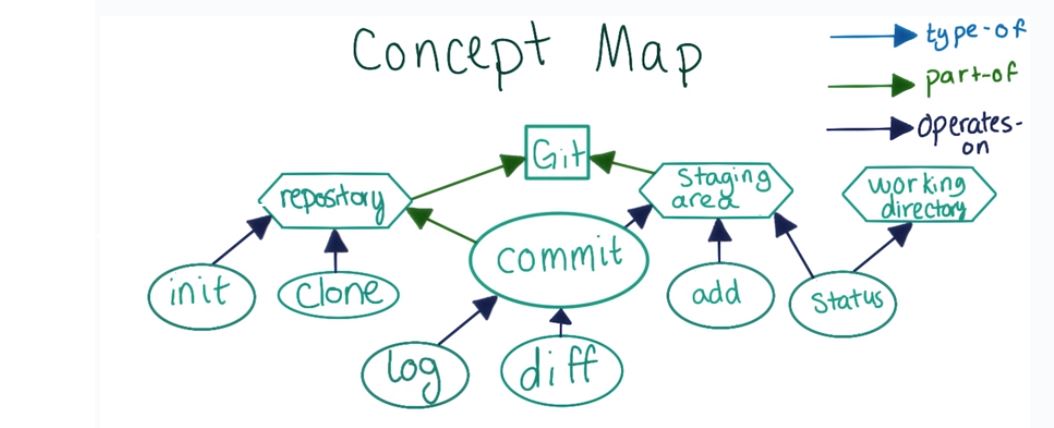 Concept Map
type-of
part-of
operates-
on
Git
repository
Staging
area
working
directory
commit
init
clone
add
Status
log
diff